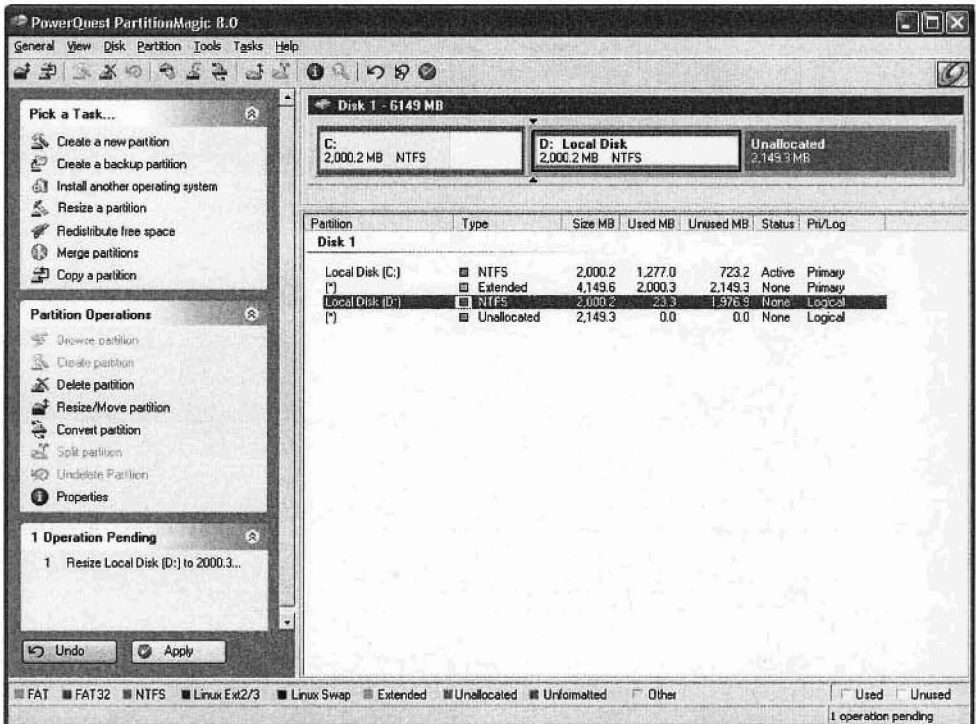 PowerQuest PartitionMagic 8.0
General View Disk Partition Tools Tasks Help
Pick a Task...
Create a new partition
Create a backup partition
Install another operating system
Resize a partition
Redistribute free space
Merge partitions
Copy a partition
Partition Operations
Browse partition
Create partition
Delete partition
Resize/Move partition
Convert partition
Split partition
Undelete Partition
Properties
1 Operation Pending
1 Resize Local Disk (D:) to 2000.3...
Undo Apply
Disk 1 - 6149 MB
C:
2,000.2 MB NTFS
D: Local Disk
2,000.2 MB NTFS
Unallocated
2,149.3 MB
Partition Type Size MB Used MB Unused MB Status Pri/Log
Disk 1
Local Disk (C:) NTFS 2,000.2 1,277.0 723.2 Active Primary
(*) Extended 4,149.6 2,000.3 2,149.3 None Primary
Local Disk (D:) NTFS 2,000.2 23.3 1,976.9 None Logical
(*) Unallocated 2,149.3 0.0 0.0 None Logical
FAT FAT32 NTFS Linux Ext2/3 Linux Swap Extended Unallocated Unformatted Other Used Unused
1 operation pending